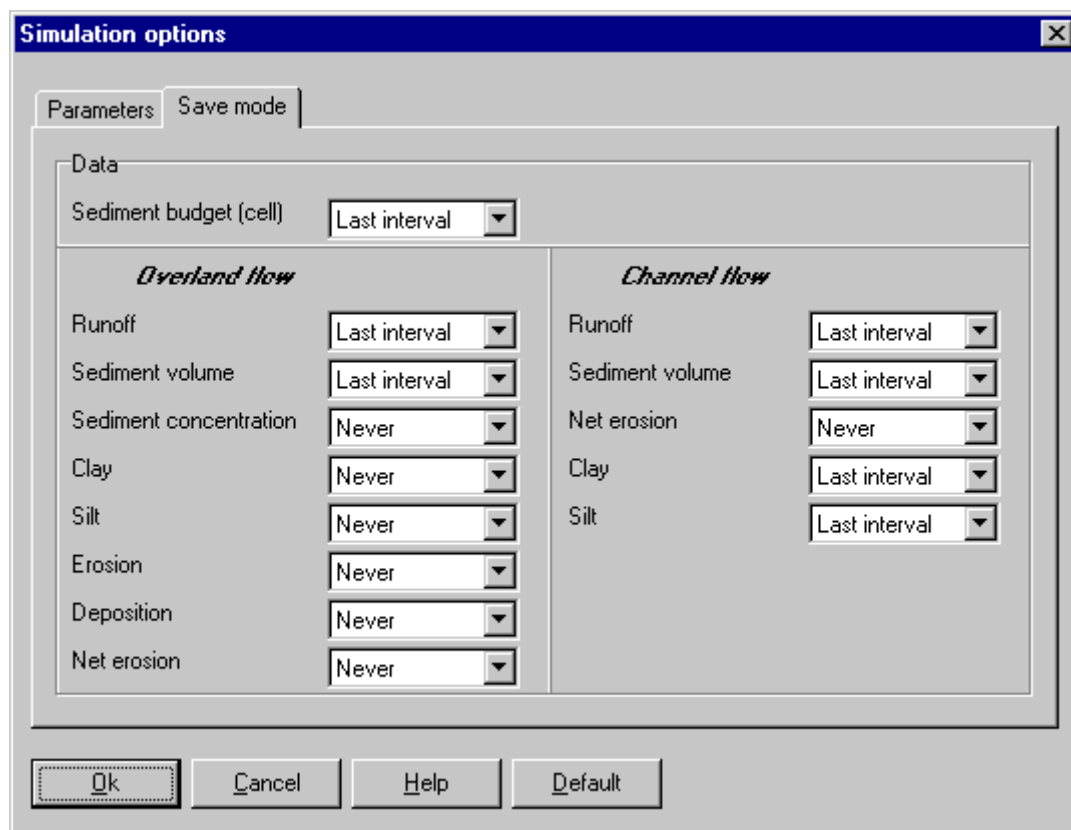 Simulation options
Parameters Save mode
Data
Sediment budget (cell) Last interval
Overland flow Channel flow
Runoff Last interval Runoff Last interval
Sediment volume Last interval Sediment volume Last interval
Sediment concentration Never Net erosion Never
Clay Never Clay Last interval
Silt Never Silt Last interval
Erosion Never
Deposition Never
Net erosion Never
Ok Cancel Help Default